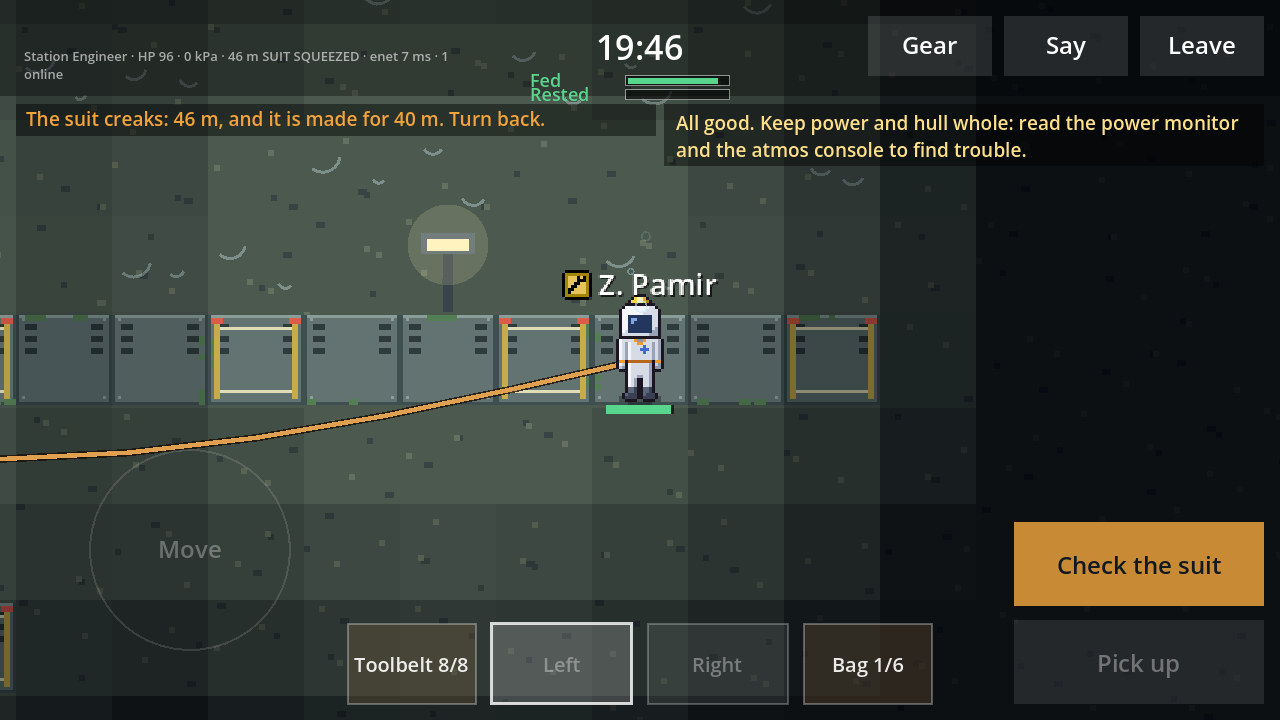 Station Engineer · HP 96 · 0 kPa · 46 m SUIT SQUEEZED · enet 7 ms · 1
online
19:46
Fed
Rested
Gear
Say
Leave
The suit creaks: 46 m, and it is made for 40 m. Turn back.
All good. Keep power and hull whole: read the power monitor
and the atmos console to find trouble.
Z. Pamir
Move
Check the suit
Toolbelt 8/8
Left
Right
Bag 1/6
Pick up